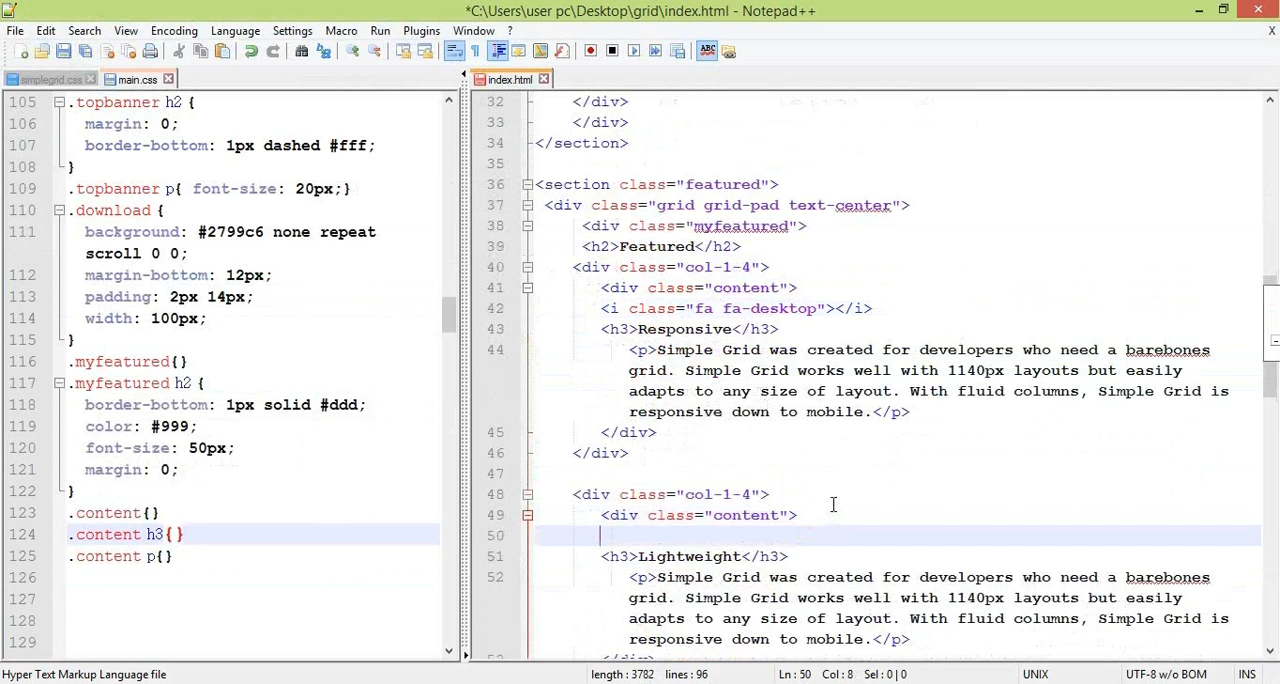 *C:\Users\user pc\Desktop\grid\index.html - Notepad++
File Edit Search View Encoding Language Settings Macro Run Plugins Window ? X
simplegrid.css main.css index.html
105 .topbanner h2 {
106 margin: 0;
107 border-bottom: 1px dashed #fff;
108 }
109 .topbanner p{ font-size: 20px;}
110 .download {
111 background: #2799c6 none repeat
scroll 0 0;
112 margin-bottom: 12px;
113 padding: 2px 14px;
114 width: 100px;
115 }
116 .myfeatured{}
117 .myfeatured h2 {
118 border-bottom: 1px solid #ddd;
119 color: #999;
120 font-size: 50px;
121 margin: 0;
122 }
123 .content{}
124 .content h3{}
125 .content p{}
126
127
128
129
32 </div>
33 </div>
34 </section>
35
36 <section class="featured">
37 <div class="grid grid-pad text-center">
38 <div class="myfeatured">
39 <h2>Featured</h2>
40 <div class="col-1-4">
41 <div class="content">
42 <i class="fa fa-desktop"></i>
43 <h3>Responsive</h3>
44 <p>Simple Grid was created for developers who need a barebones
grid. Simple Grid works well with 1140px layouts but easily
adapts to any size of layout. With fluid columns, Simple Grid is
responsive down to mobile.</p>
45 </div>
46 </div>
47
48 <div class="col-1-4">
49 <div class="content">
50
51 <h3>Lightweight</h3>
52 <p>Simple Grid was created for developers who need a barebones
grid. Simple Grid works well with 1140px layouts but easily
adapts to any size of layout. With fluid columns, Simple Grid is
responsive down to mobile.</p>
Hyper Text Markup Language file length : 3782 lines : 96 Ln : 50 Col : 8 Sel : 0 | 0 UNIX UTF-8 w/o BOM INS